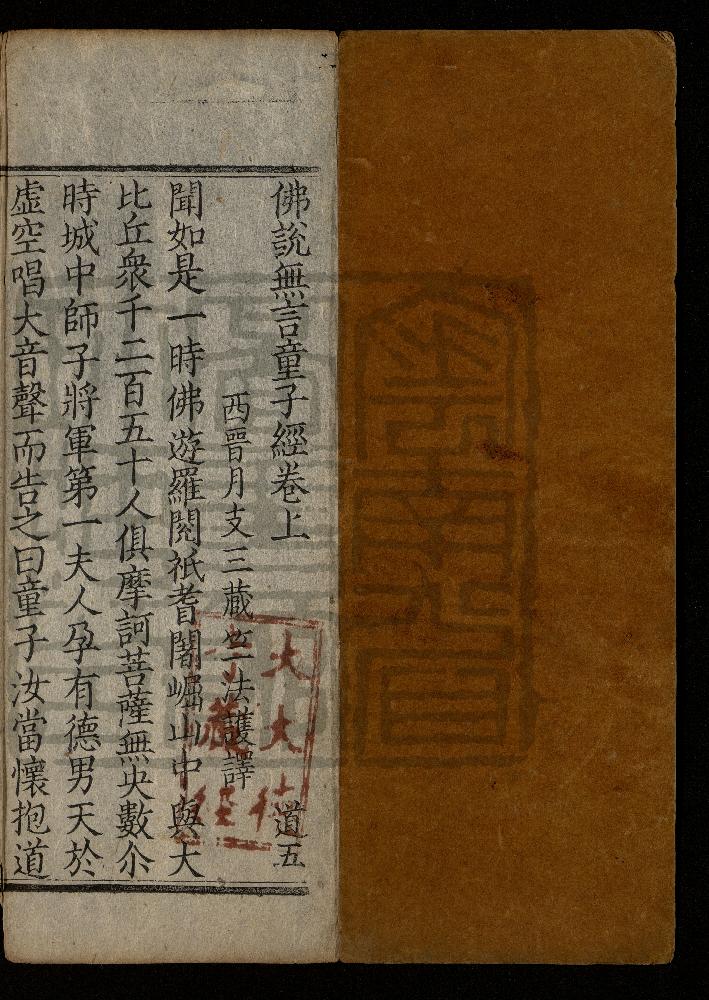 佛說無言童子經卷上 道五
西晉月支三藏竺法護譯
聞如是一時佛遊羅閱祇耆闍崛山中與大
比丘衆千二百五十人俱摩訶菩薩無央數尒
時城中師子將軍第一夫人孕有德男天於
虛空唱大音聲而告之曰童子汝當懷抱道